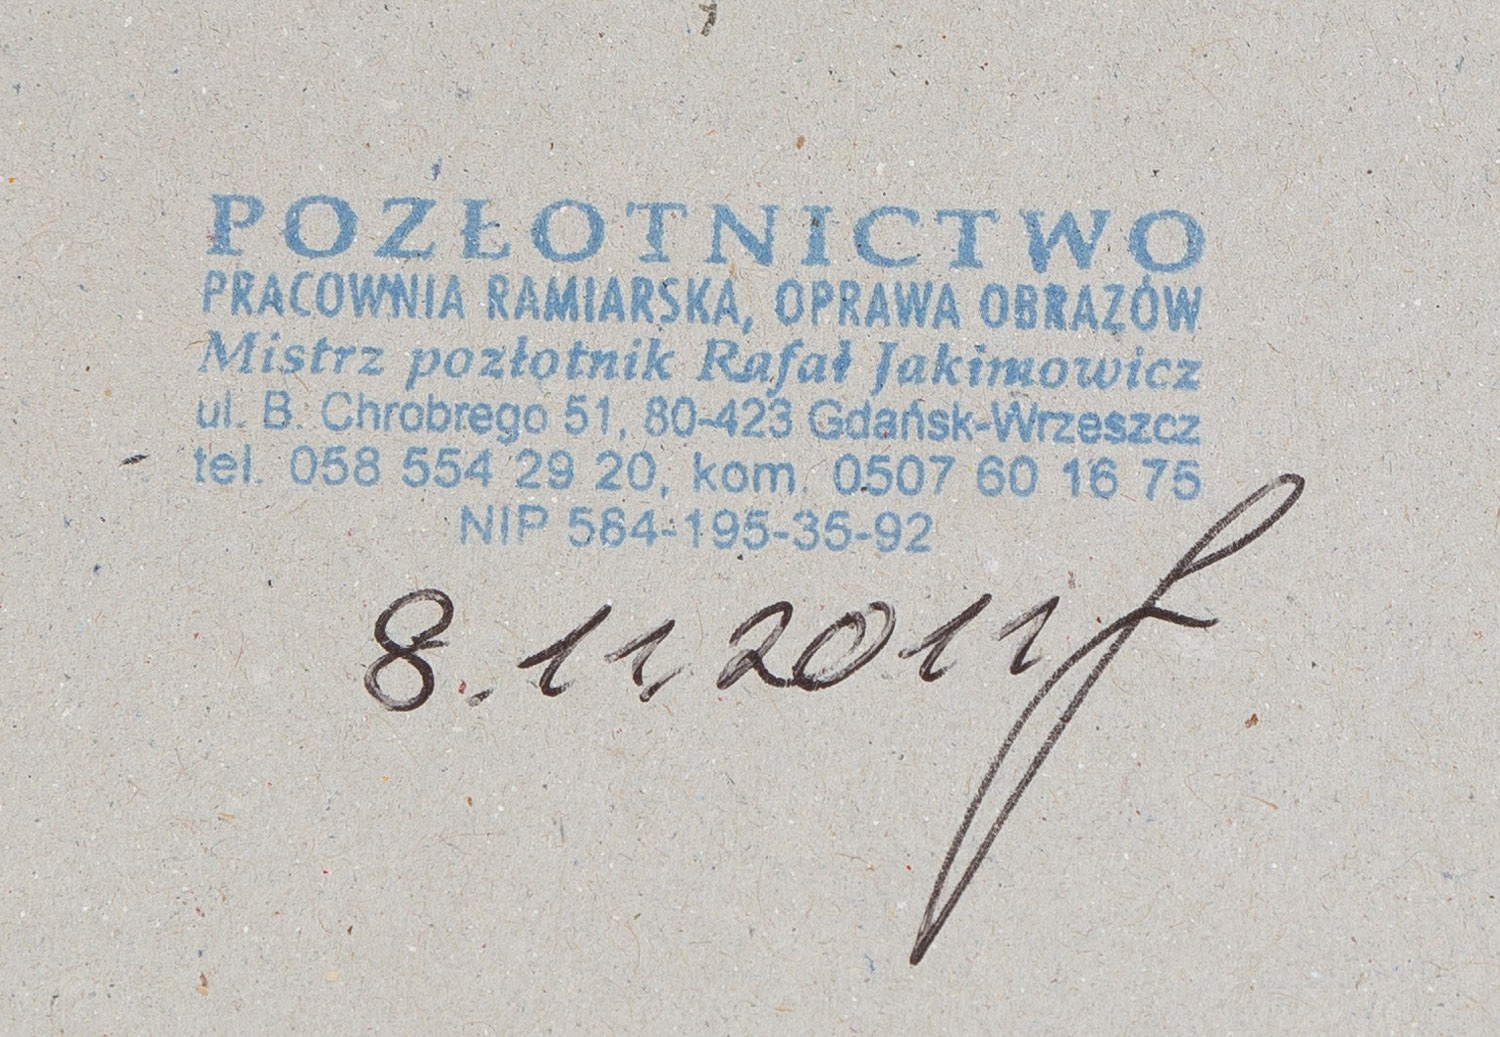 POZŁOTNICTWO
PRACOWNIA RAMIARSKA, OPRAWA OBRAZÓW
Mistrz pozłotnik Rafał Jakimowicz
ul. B. Chrobrego 51, 80-423 Gdańsk-Wrzeszcz
tel. 058 554 29 20, kom. 0507 60 16 75
NIP 584-195-35-92
8.11 2011